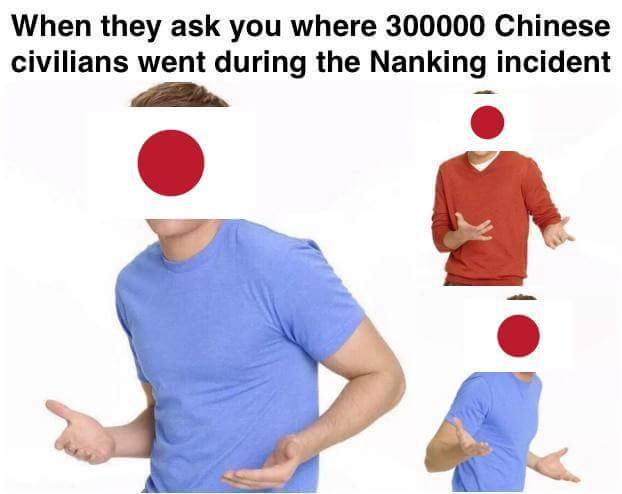 When they ask you where 300000 Chinese
civilians went during the Nanking incident